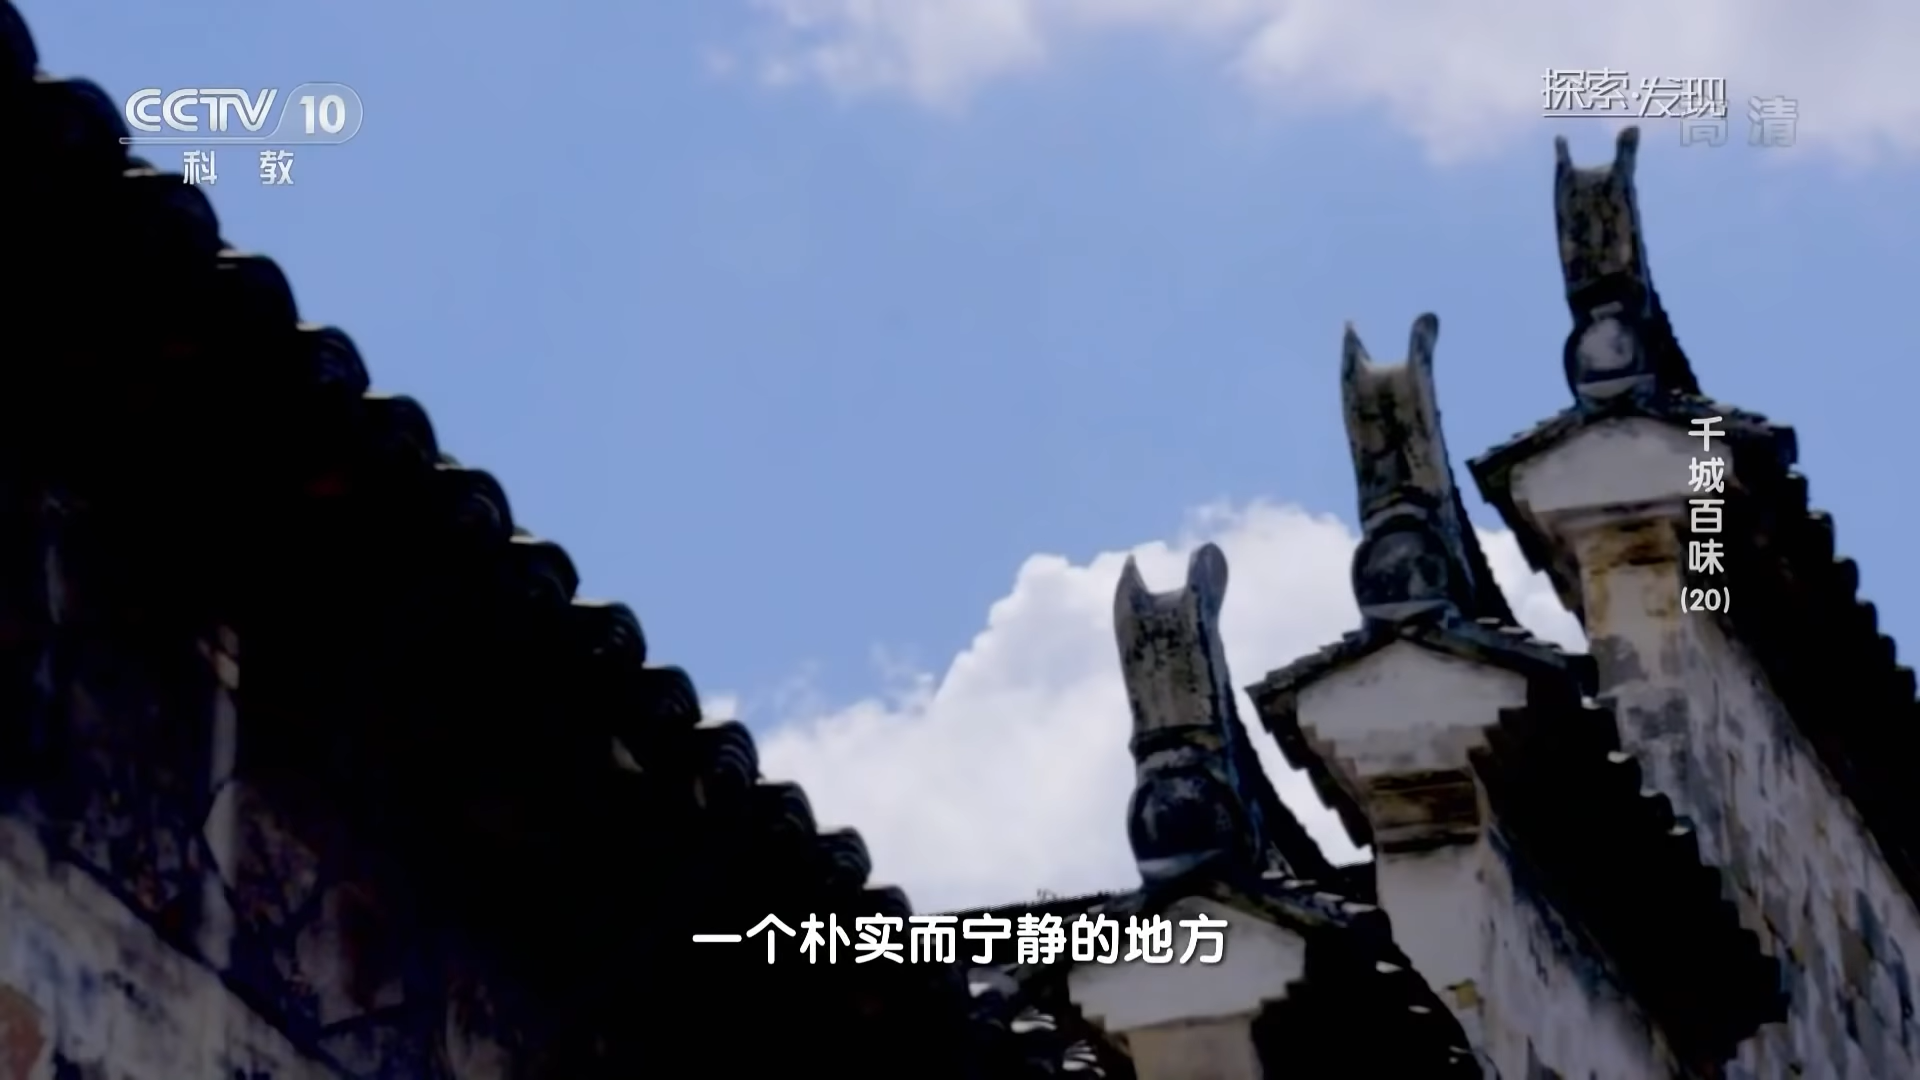 CCTV 10
科 教
探索·发现
高 清
千城百味
(20)
一个朴实而宁静的地方